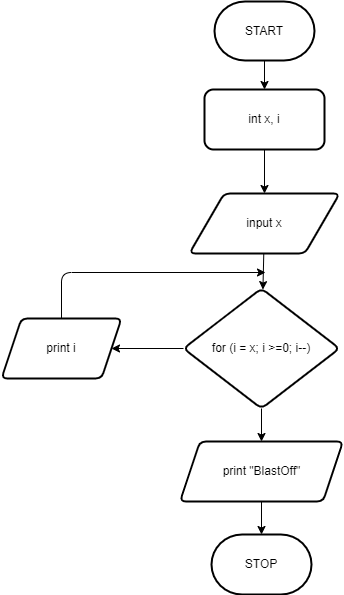 START
int x, i
input x
for (i = x; i >=0; i--)
print i
print "BlastOff"
STOP